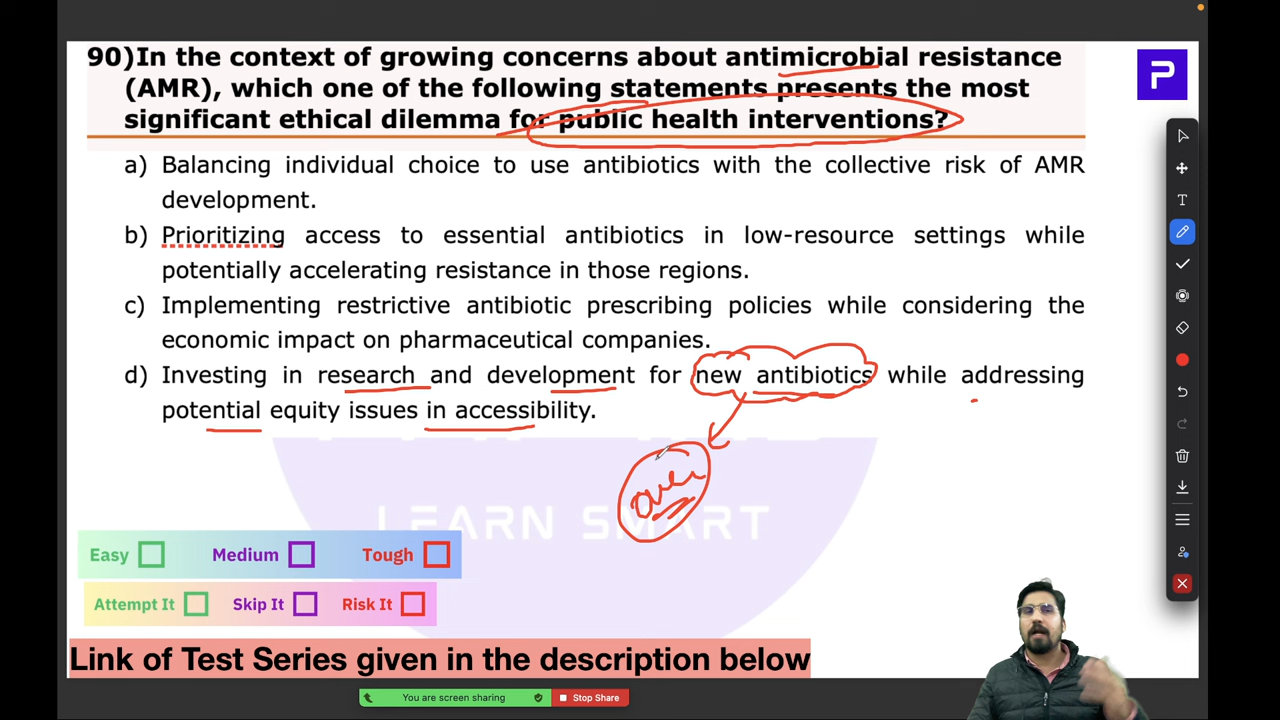 90)In the context of growing concerns about antimicrobial resistance
(AMR), which one of the following statements presents the most
significant ethical dilemma for public health interventions?
a) Balancing individual choice to use antibiotics with the collective risk of AMR
development.
b) Prioritizing access to essential antibiotics in low-resource settings while
potentially accelerating resistance in those regions.
c) Implementing restrictive antibiotic prescribing policies while considering the
economic impact on pharmaceutical companies.
d) Investing in research and development for new antibiotics while addressing
potential equity issues in accessibility.
LEARN SMART
Easy Medium Tough
Attempt It Skip It Risk It
Link of Test Series given in the description below
You are screen sharing Stop Share
P
T